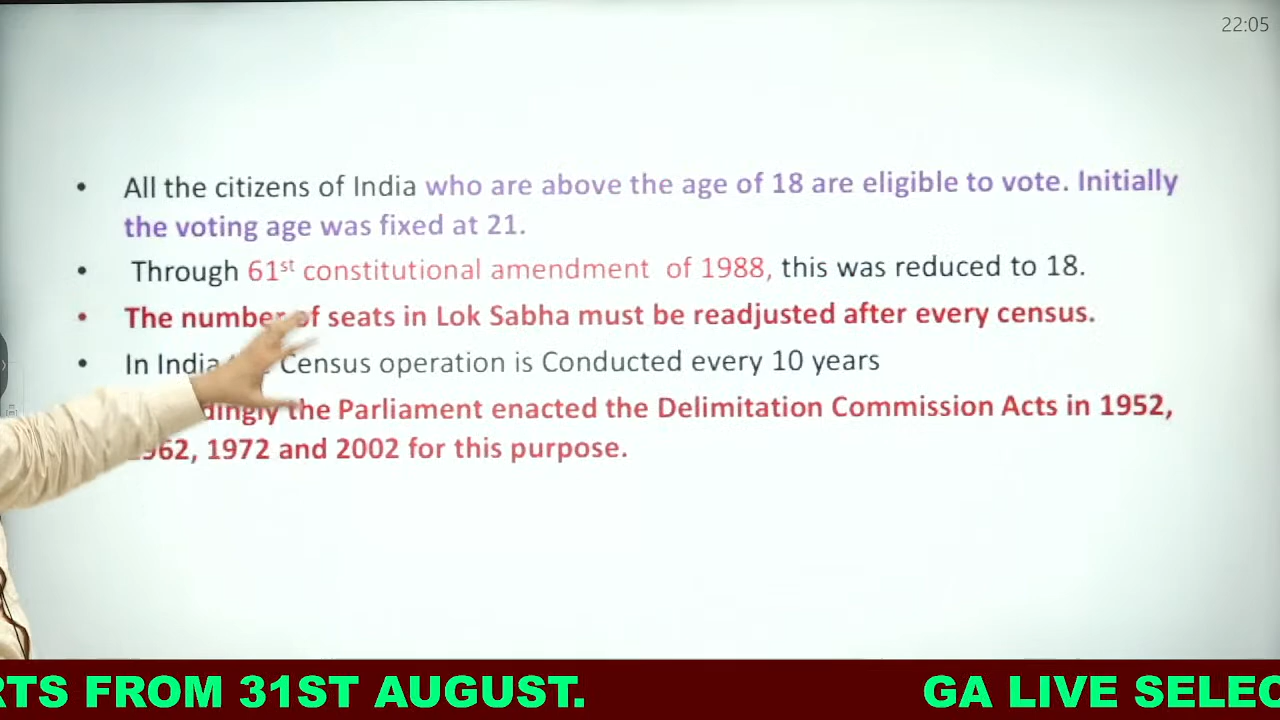 22:05
• All the citizens of India who are above the age of 18 are eligible to vote. Initially
the voting age was fixed at 21.
• Through 61st constitutional amendment of 1988, this was reduced to 18.
• The number of seats in Lok Sabha must be readjusted after every census.
• In India Census operation is Conducted every 10 years
the Parliament enacted the Delimitation Commission Acts in 1952,
1972 and 2002 for this purpose.
FROM 31ST AUGUST. GA LIVE